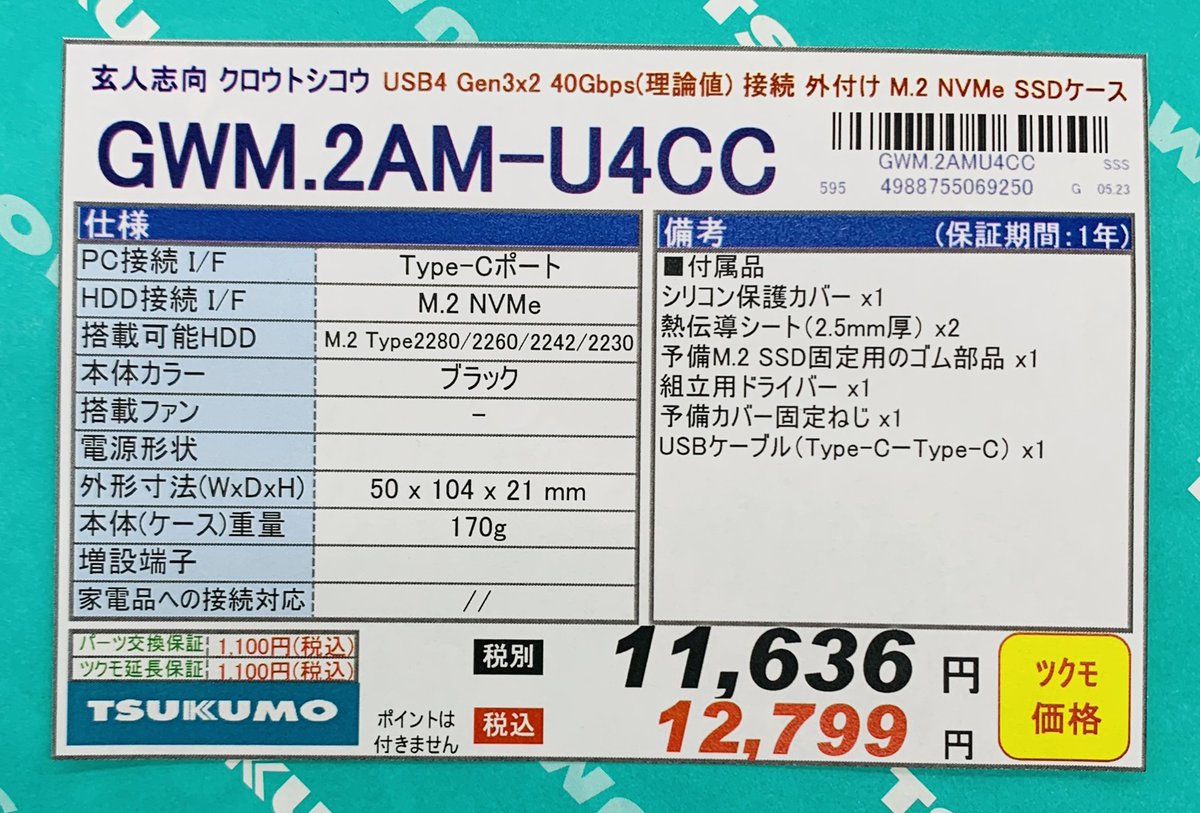 玄人志向 クロウトシコウ USB4 Gen3x2 40Gbps(理論値) 接続 外付け M.2 NVMe SSDケース
GWM.2AM-U4CC
GWM.2AMU4CC SSS
595 4988755069250 G 05.23
仕様
PC接続 I/F Type-Cポート
HDD接続 I/F M.2 NVMe
搭載可能HDD M.2 Type2280/2260/2242/2230
本体カラー ブラック
搭載ファン -
電源形状
外形寸法(WxDxH) 50 x 104 x 21 mm
本体(ケース)重量 170g
増設端子
家電品への接続対応 //
備考 (保証期間:1年)
■付属品
シリコン保護カバー x1
熱伝導シート(2.5mm厚) x2
予備M.2 SSD固定用のゴム部品 x1
組立用ドライバー x1
予備カバー固定ねじ x1
USBケーブル(Type-CーType-C) x1
パーツ交換保証 1,100円(税込)
ツクモ延長保証 1,100円(税込)
TSUKUMO
ポイントは
付きません
税別 11,636 円
税込 12,799 円
ツクモ
価格